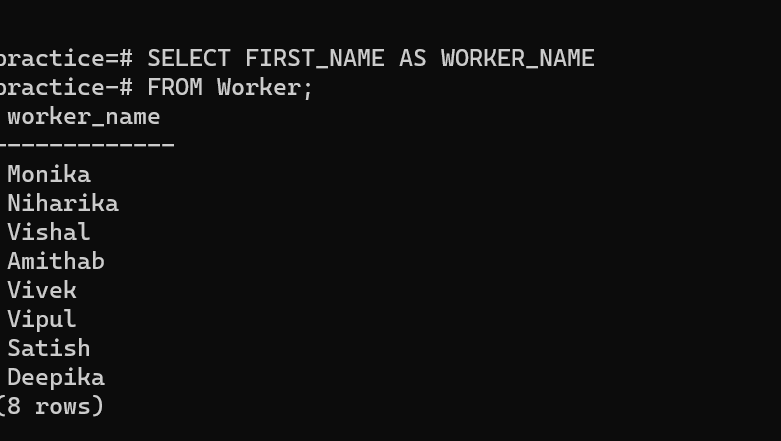 practice=# SELECT FIRST_NAME AS WORKER_NAME
practice-# FROM Worker;
worker_name
-------------
Monika
Niharika
Vishal
Amithab
Vivek
Vipul
Satish
Deepika
(8 rows)